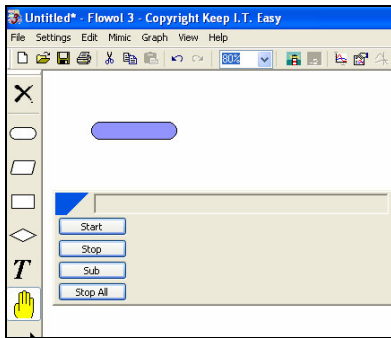 Untitled* - Flowol 3 - Copyright Keep I.T. Easy
File Settings Edit Mimic Graph View Help
80%
Start
Stop
Sub
Stop All
T